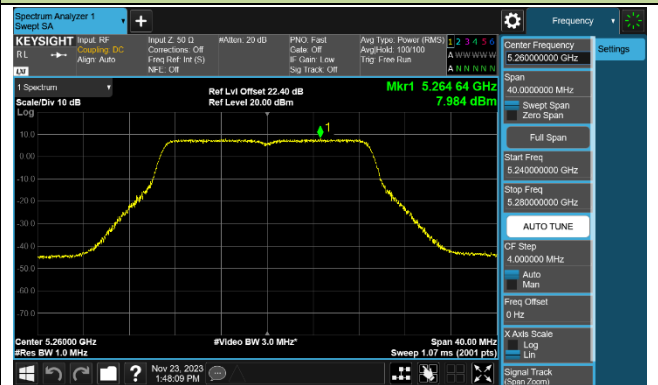 Spectrum Analyzer 1
Swept SA
Frequency
KEYSIGHT
Input: RF
Input Z: 50 Ω
#Atten: 20 dB
PNO: Fast
Avg Type: Power (RMS)
1 2 3 4 5 6
RL
Coupling: DC
Corrections: Off
Gate: Off
Avg|Hold: 100/100
A W W W W W
Align: Auto
Freq Ref: Int (S)
IF Gain: Low
Trig: Free Run
NFE: Off
Sig Track: Off
A N N N N N
LXI
Center Frequency
5.260000000 GHz
Settings
Span
40.0000000 MHz
Swept Span
Zero Span
Full Span
Start Freq
5.240000000 GHz
Stop Freq
5.280000000 GHz
AUTO TUNE
CF Step
4.000000 MHz
Auto
Man
Freq Offset
0 Hz
X Axis Scale
Log
Lin
Signal Track
(Span Zoom)
1 Spectrum
Ref Lvl Offset 22.40 dB
Mkr1 5.264 64 GHz
Scale/Div 10 dB
Ref Level 20.00 dBm
7.984 dBm
Log
1
10.0
0.00
-10.0
-20.0
-30.0
-40.0
-50.0
-60.0
-70.0
Center 5.26000 GHz
#Video BW 3.0 MHz*
Span 40.00 MHz
#Res BW 1.0 MHz
Sweep 1.07 ms (2001 pts)
Nov 23, 2023
1:48:09 PM